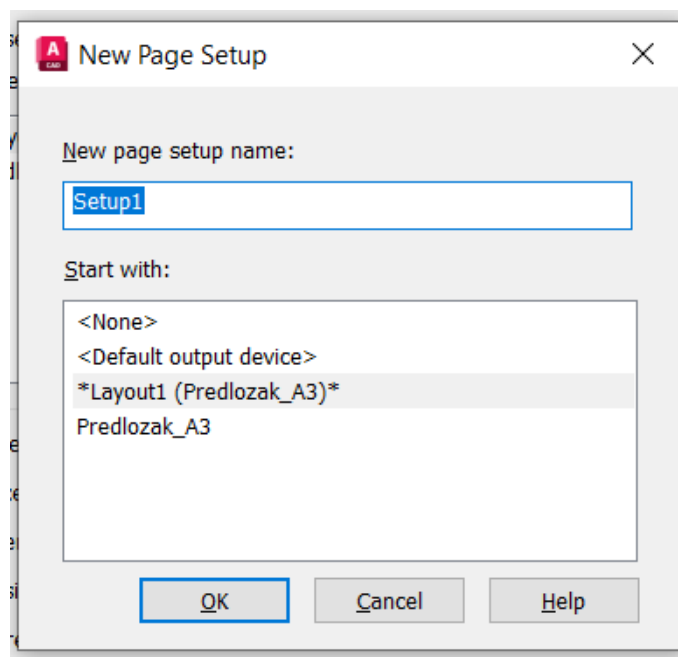 A
CAD
New Page Setup
New page setup name:
Setup1
Start with:
<None>
<Default output device>
*Layout1 (Predlozak_A3)*
Predlozak_A3
OK Cancel Help